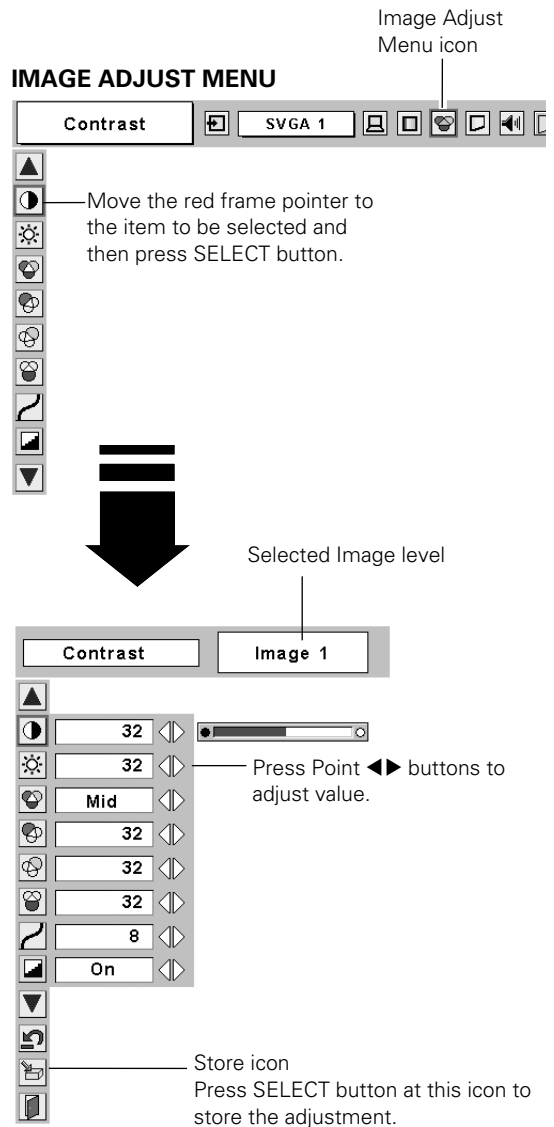 Image Adjust
Menu icon
IMAGE ADJUST MENU
Contrast
SVGA 1
Move the red frame pointer to
the item to be selected and
then press SELECT button.
Selected Image level
Contrast
Image 1
32
32
Press Point ◀▶ buttons to
adjust value.
Mid
32
32
32
8
On
Store icon
Press SELECT button at this icon to
store the adjustment.